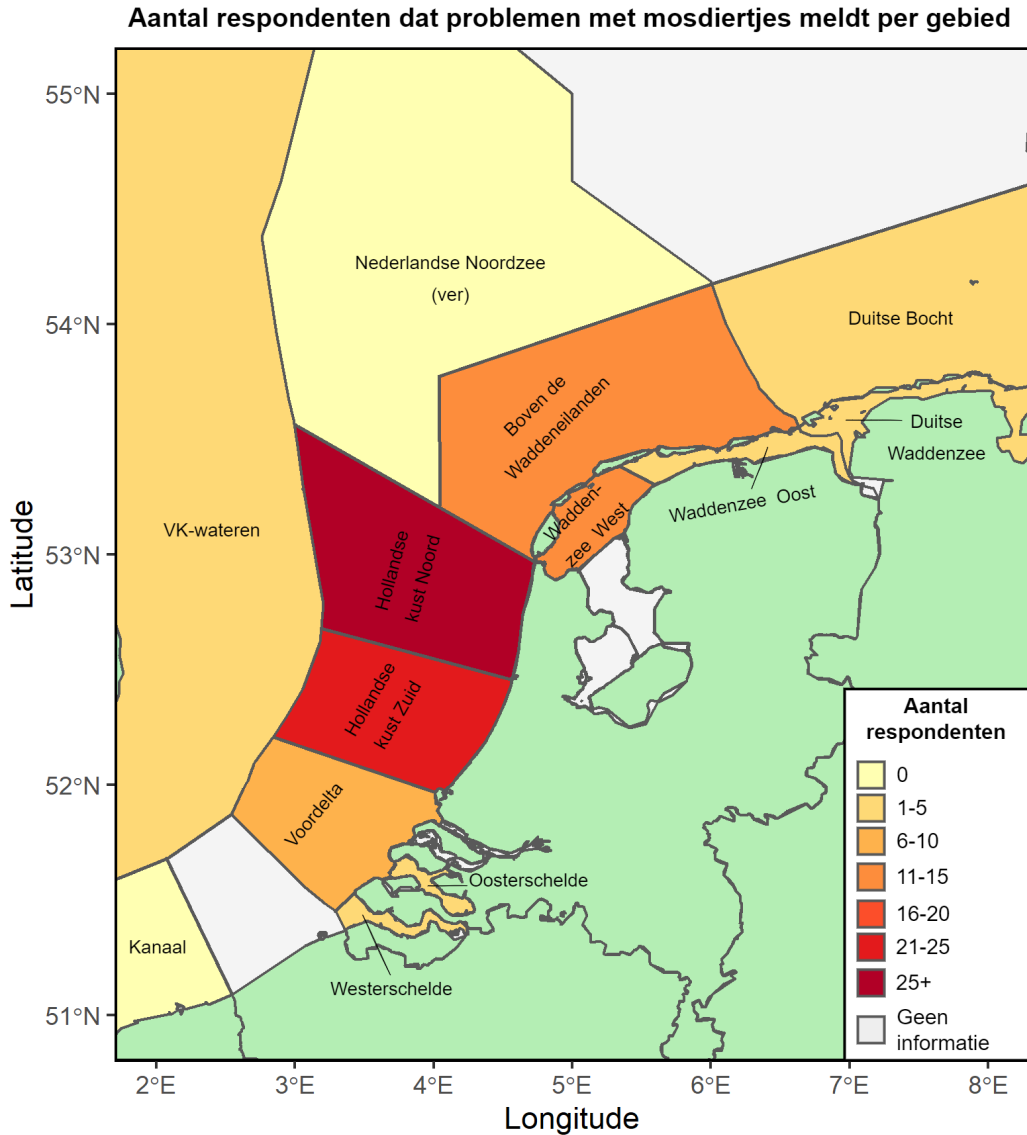 Aantal respondenten dat problemen met mosdiertjes meldt per gebied
55°N
54°N
53°N
52°N
51°N
Latitude
2°E
3°E
4°E
5°E
6°E
7°E
8°E
Longitude
Nederlandse Noordzee
(ver)
Duitse Bocht
Boven de
Waddeneilanden
Duitse
Waddenzee
Waddenzee Oost
Wadden-
zee West
VK-wateren
Hollandse
kust Noord
Hollandse
kust Zuid
Voordelta
Oosterschelde
Kanaal
Westerschelde
Aantal
respondenten
0
1-5
6-10
11-15
16-20
21-25
25+
Geen
informatie